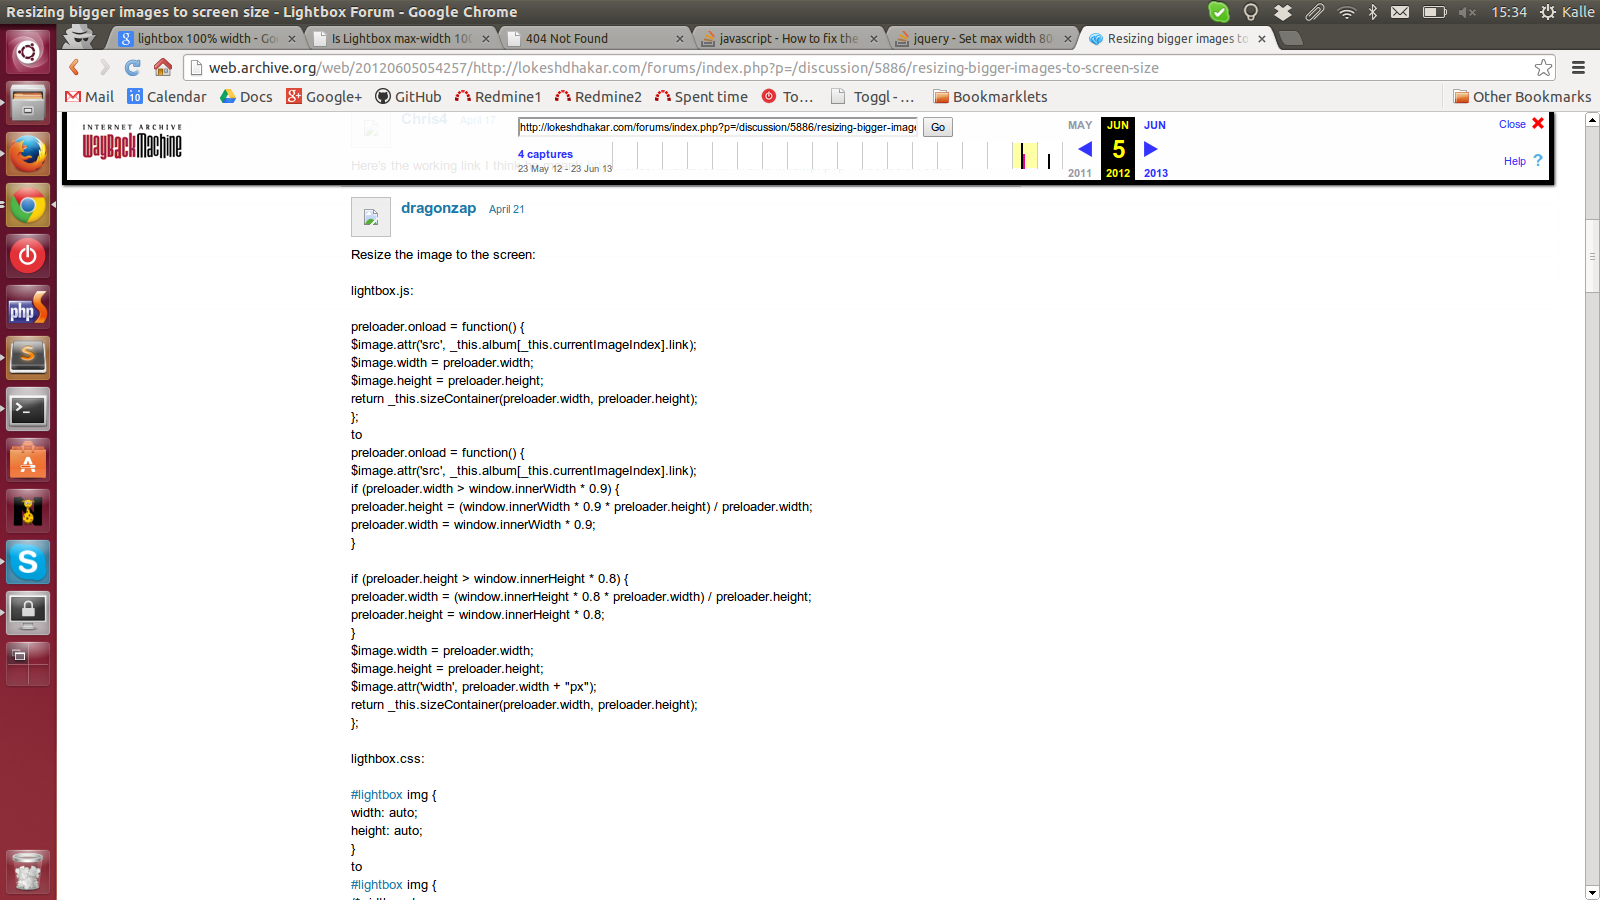 Resizing bigger images to screen size - Lightbox Forum - Google Chrome
15:34 Kalle
lightbox 100% width - Go
Is Lightbox max-width 100
404 Not Found
javascript - How to fix the
jquery - Set max width 80
Resizing bigger images to
web.archive.org/web/20120605054257/http://lokeshdhakar.com/forums/index.php?p=/discussion/5886/resizing-bigger-images-to-screen-size
Mail
Calendar
Docs
Google+
GitHub
Redmine1
Redmine2
Spent time
To...
Toggl - ...
Bookmarklets
Other Bookmarks
INTERNET ARCHIVE
WayBackMachine
Chris4 April 17
Here's the working link I think
http://lokeshdhakar.com/forums/index.php?p=/discussion/5886/resizing-bigger-image
Go
4 captures
23 May 12 - 23 Jun 13
MAY JUN JUN
5
2011 2012 2013
Close
Help ?
dragonzap April 21
Resize the image to the screen:
lightbox.js:
preloader.onload = function() {
$image.attr('src', _this.album[_this.currentImageIndex].link);
$image.width = preloader.width;
$image.height = preloader.height;
return _this.sizeContainer(preloader.width, preloader.height);
};
to
preloader.onload = function() {
$image.attr('src', _this.album[_this.currentImageIndex].link);
if (preloader.width > window.innerWidth * 0.9) {
preloader.height = (window.innerWidth * 0.9 * preloader.height) / preloader.width;
preloader.width = window.innerWidth * 0.9;
}
if (preloader.height > window.innerHeight * 0.8) {
preloader.width = (window.innerHeight * 0.8 * preloader.width) / preloader.height;
preloader.height = window.innerHeight * 0.8;
}
$image.width = preloader.width;
$image.height = preloader.height;
$image.attr('width', preloader.width + "px");
return _this.sizeContainer(preloader.width, preloader.height);
};
ligthbox.css:
#lightbox img {
width: auto;
height: auto;
}
to
#lightbox img {